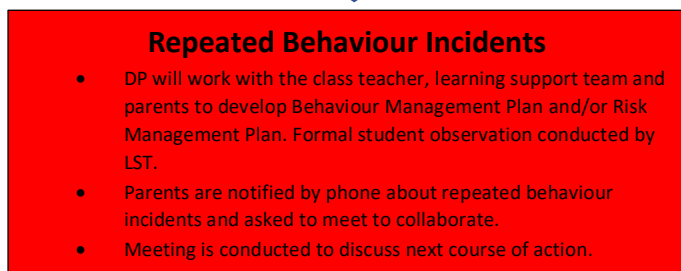 Repeated Behaviour Incidents
• DP will work with the class teacher, learning support team and
parents to develop Behaviour Management Plan and/or Risk
Management Plan. Formal student observation conducted by
LST.
• Parents are notified by phone about repeated behaviour
incidents and asked to meet to collaborate.
• Meeting is conducted to discuss next course of action.